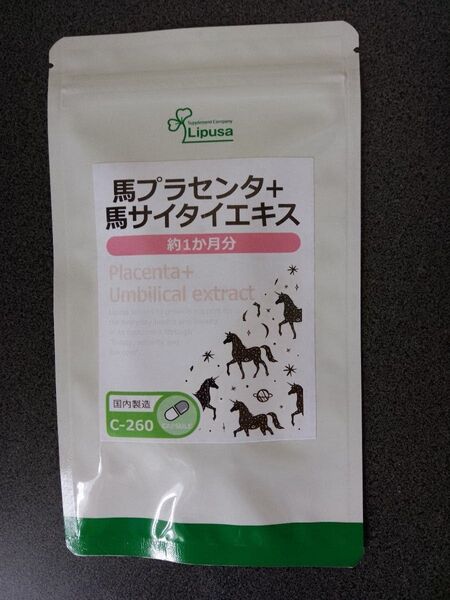 Supplement Company
Lipusa
馬プラセンタ+
馬サイタイエキス
約1か月分
Placenta+
Umbilical extract
国内製造
C-260
CAPSULE